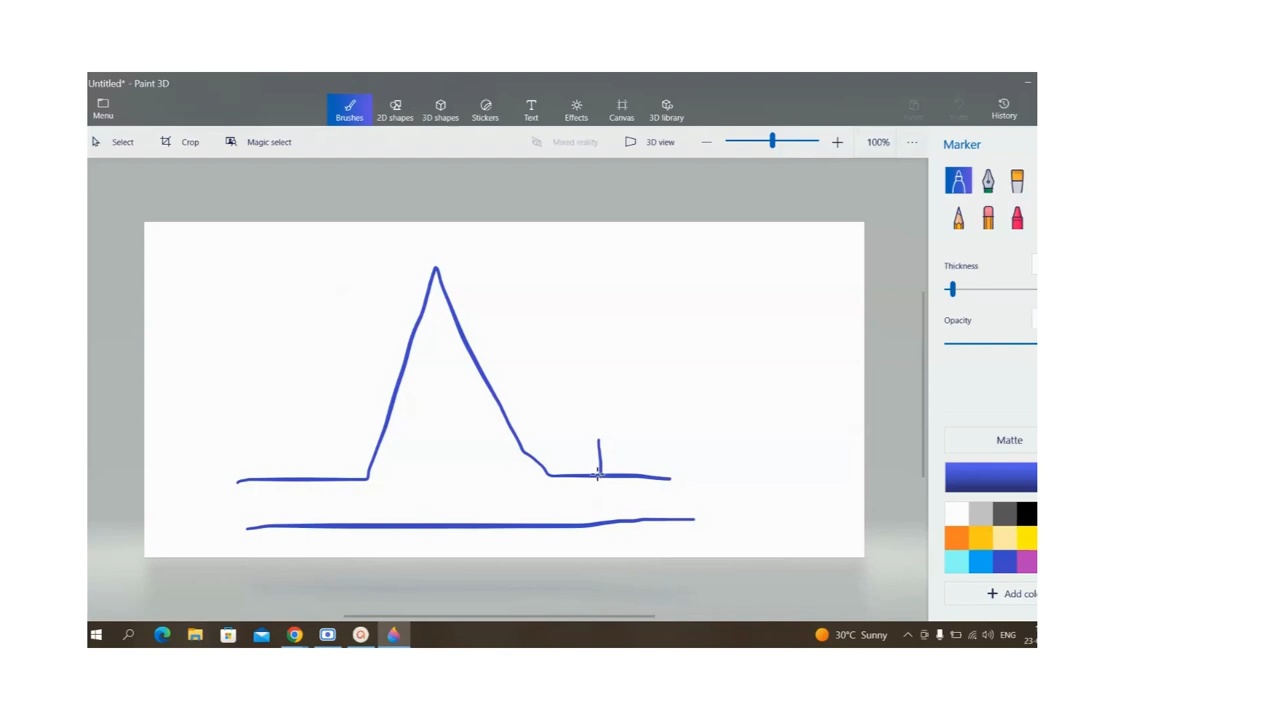 Untitled* - Paint 3D
Menu
Brushes
2D shapes
3D shapes
Stickers
Text
Effects
Canvas
3D library
History
Select
Crop
Magic select
Mixed reality
3D view
100%
Marker
Thickness
Opacity
Matte
Add col
30°C Sunny
ENG
23-